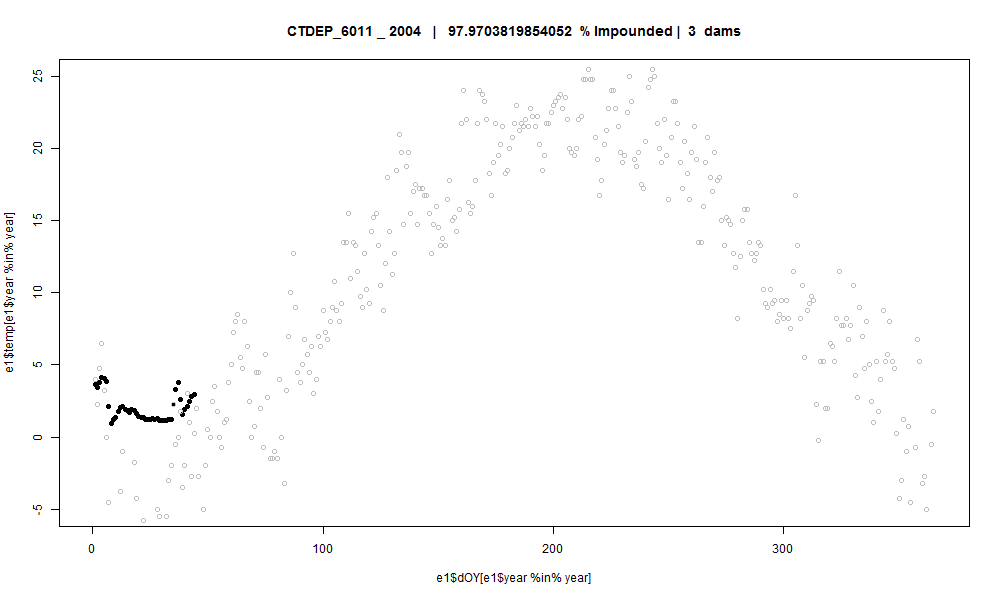 CTDEP_6011 _ 2004 | 97.9703819854052 % Impounded | 3 dams
25
20
15
10
5
0
-5
e1$temp[e1$year %in% year]
0 100 200 300
e1$dOY[e1$year %in% year]